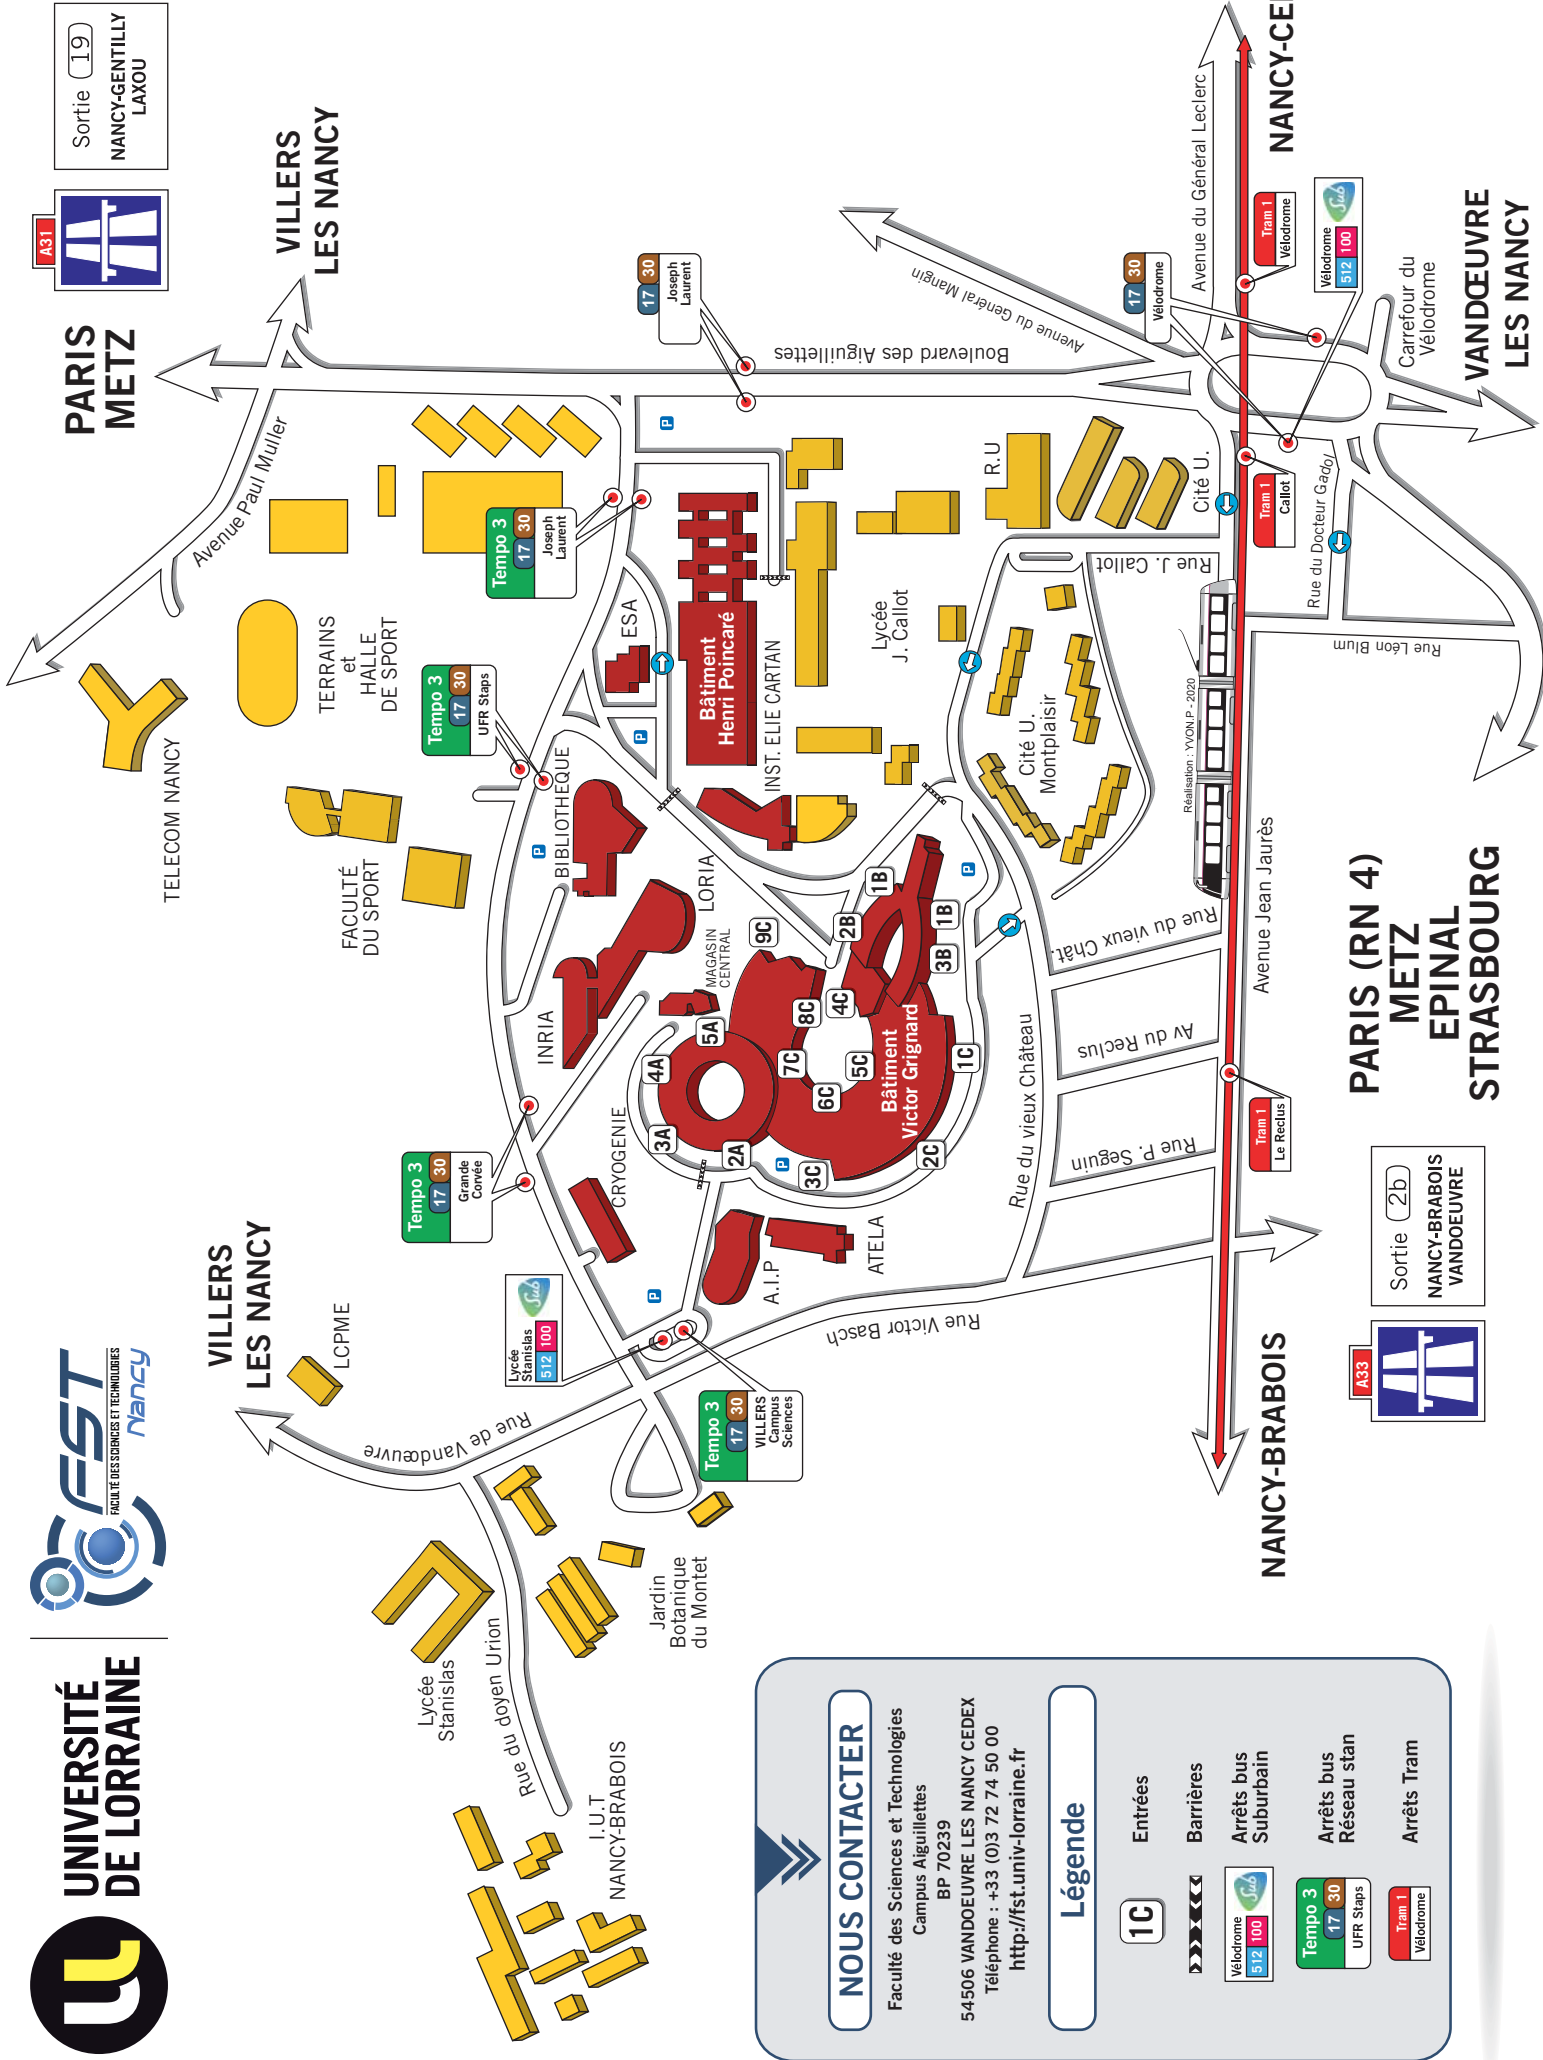 UNIVERSITÉ
DE LORRAINE
FST
FACULTÉ DES SCIENCES ET TECHNOLOGIES
Nancy
VILLERS
LES NANCY
PARIS
METZ
A31
Sortie 19
NANCY-GENTILLY
LAXOU
VILLERS
LES NANCY
LCPME
Rue de Vandœuvre
Lycée
Stanislas
Rue du doyen Urion
I.U.T
NANCY-BRABOIS
Jardin
Botanique
du Montet
TELECOM NANCY
FACULTÉ
DU SPORT
TERRAINS
et
HALLE
DE SPORT
Avenue Paul Muller
Tempo 3
17 30
Grande
Corvée
Lycée
Stanislas
512 100
Sub
Tempo 3
17 30
VILLERS
Campus
Sciences
Tempo 3
17 30
UFR Staps
Tempo 3
17 30
Joseph
Laurent
17 30
Joseph
Laurent
P
P
P
P
P
P
INRIA
BIBLIOTHEQUE
LORIA
ESA
CRYOGENIE
MAGASIN
CENTRAL
Bâtiment
Henri Poincaré
INST. ELIE CARTAN
A.I.P
ATELA
2A
3A
4A
5A
9C
8C
7C
6C
5C
4C
3C
2C
1C
1B
1B
2B
3B
Bâtiment
Victor Grignard
Lycée
J. Callot
R.U
Cité U.
Cité U.
Montplaisir
Boulevard des Aiguillettes
Avenue du Général Mangin
Avenue du Général Leclerc
Rue Victor Basch
Rue du vieux Château
Rue P. Seguin
Av du Reclus
Rue du vieux Chât.
Rue J. Callot
Rue du Docteur Gadol
Rue Léon Blum
Avenue Jean Jaurès
Réalisation : YVON.P - 2020
17 30
Vélodrome
Tram 1
Vélodrome
Vélodrome
512 100
Sub
Tram 1
Callot
Tram 1
Le Reclus
Carrefour du
Vélodrome
NANCY-CE
VANDŒUVRE
LES NANCY
NANCY-BRABOIS
PARIS (RN 4)
METZ
EPINAL
STRASBOURG
A33
Sortie 2b
NANCY-BRABOIS
VANDOEUVRE
NOUS CONTACTER
Faculté des Sciences et Technologies
Campus Aiguillettes
BP 70239
54506 VANDOEUVRE LES NANCY CEDEX
Téléphone : +33 (0)3 72 74 50 00
http://fst.univ-lorraine.fr
Légende
1C
Entrées
Barrières
Vélodrome
512 100
Sub
Arrêts bus
Suburbain
Tempo 3
17 30
UFR Staps
Arrêts bus
Réseau stan
Tram 1
Vélodrome
Arrêts Tram